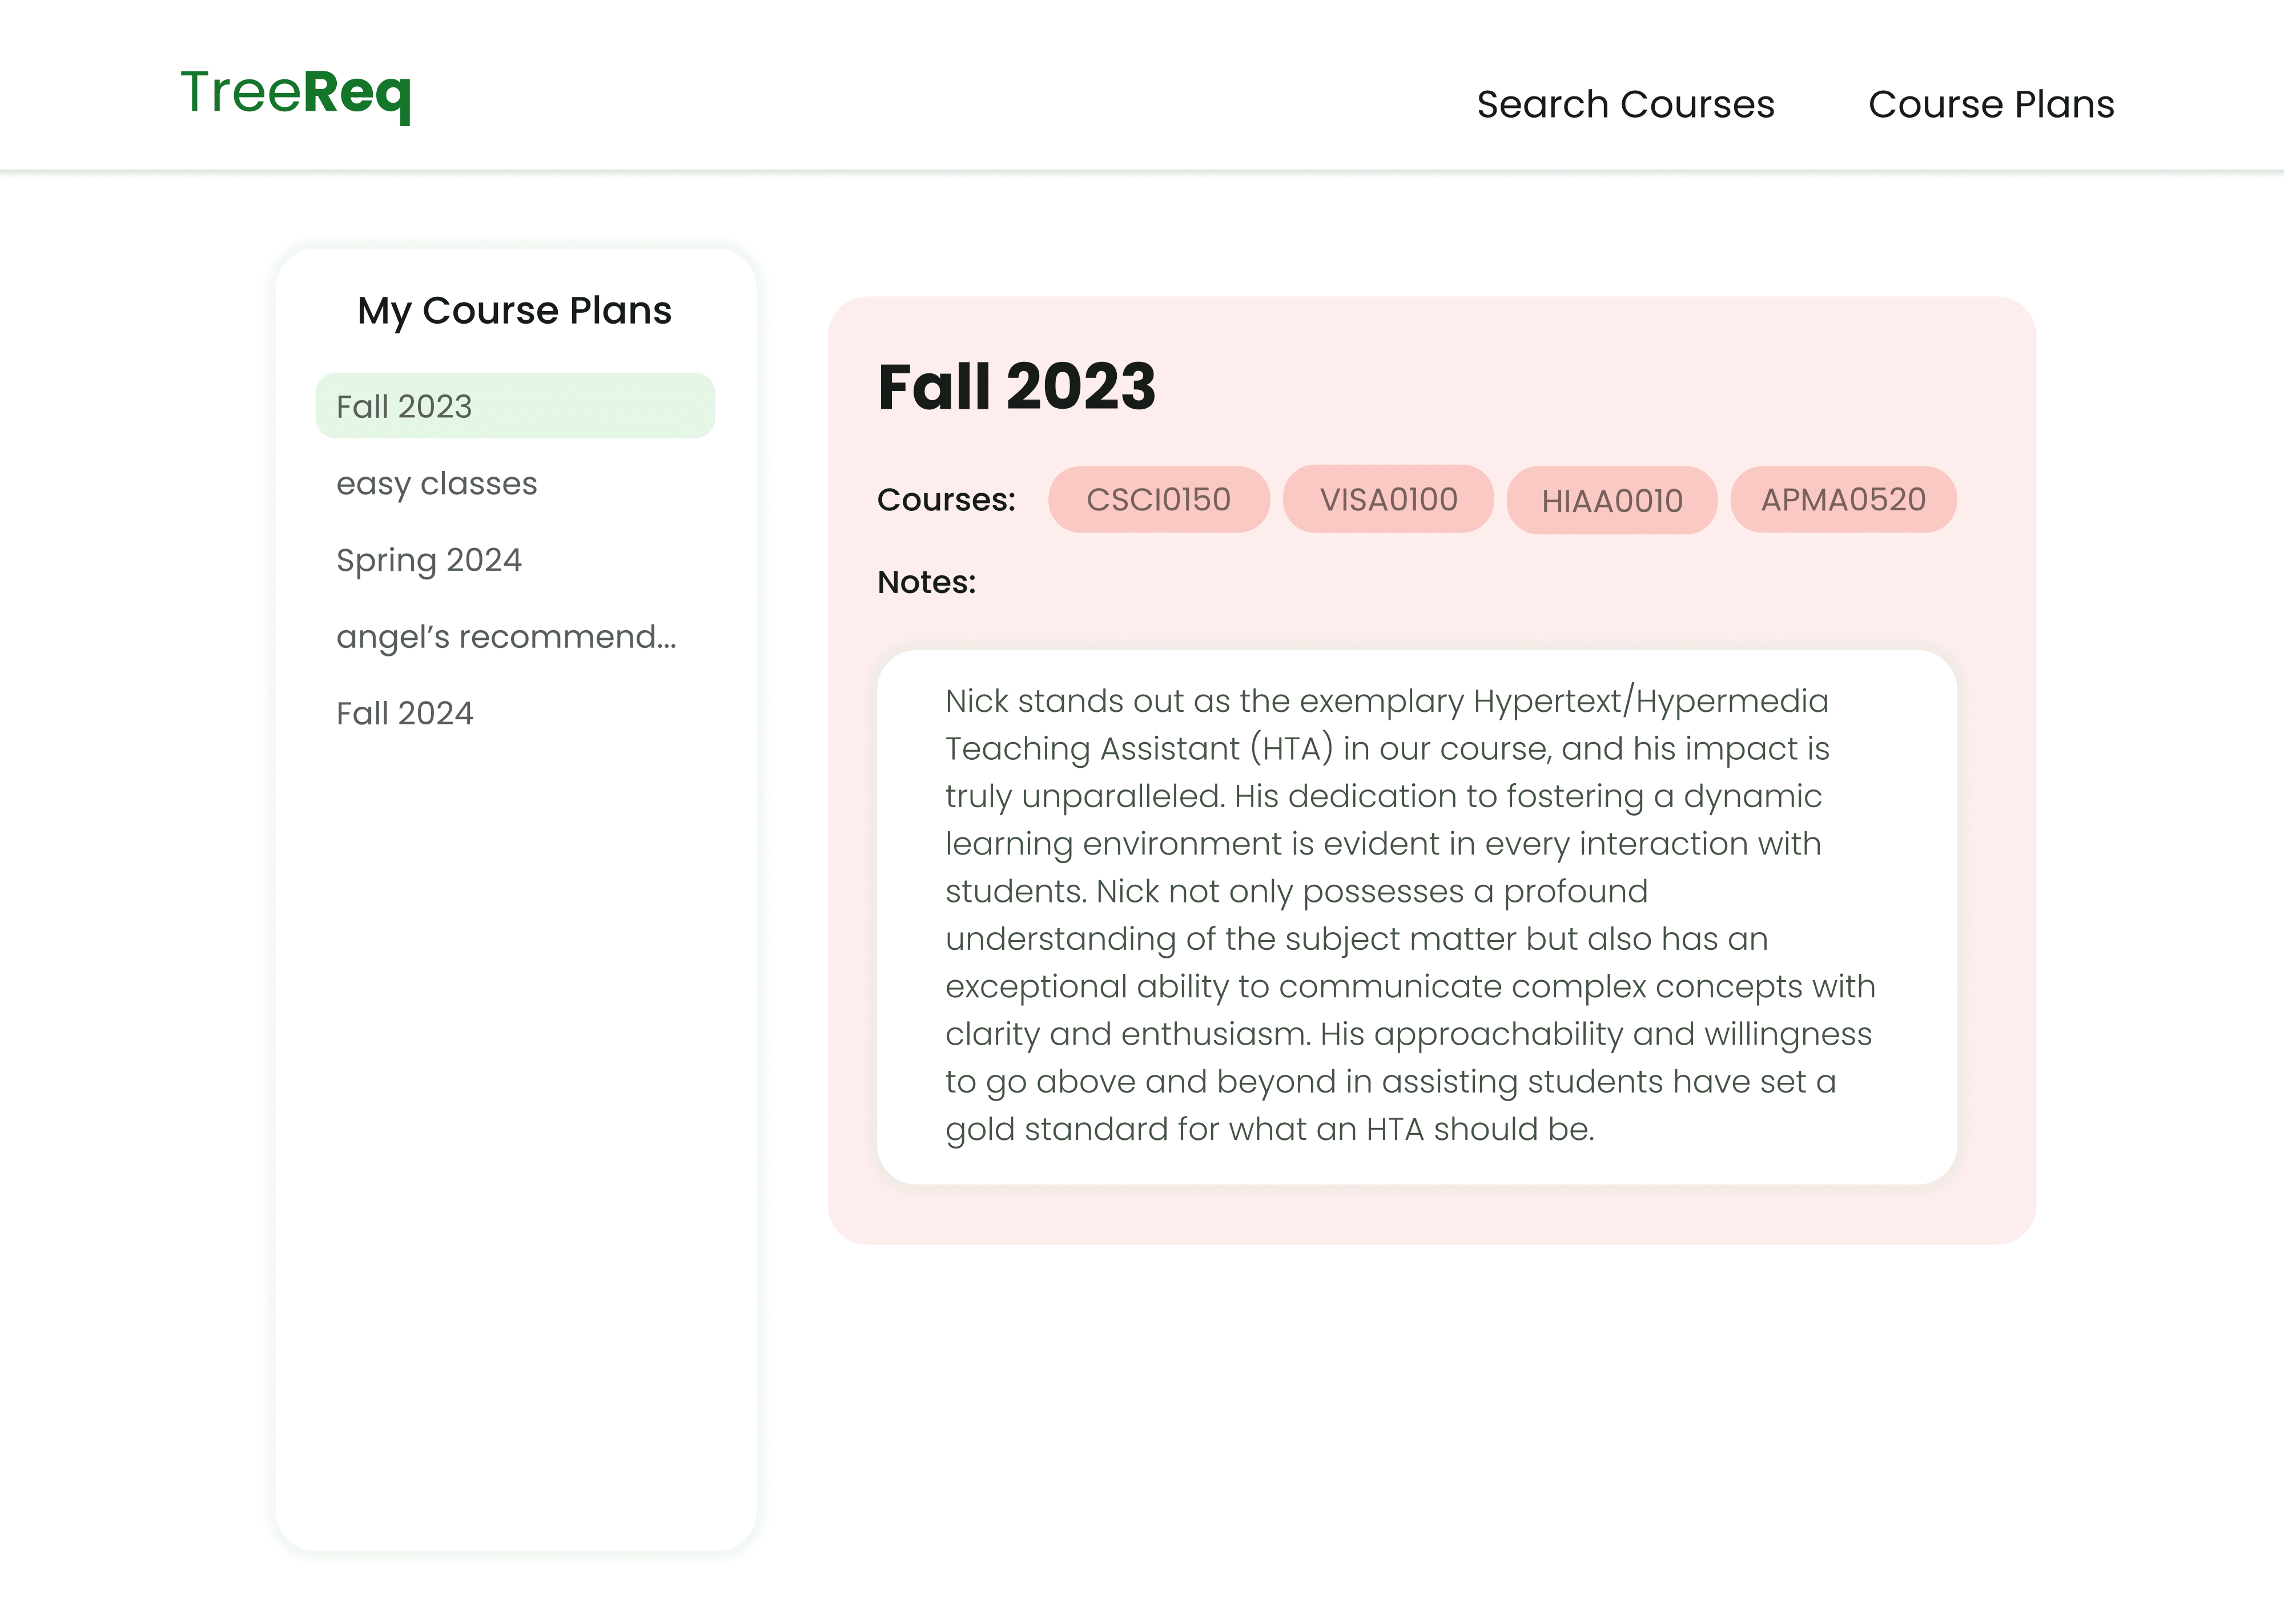 TreeReq
Search Courses
Course Plans
My Course Plans
Fall 2023
easy classes
Spring 2024
angel’s recommend...
Fall 2024
Fall 2023
Courses: CSCI0150 VISA0100 HIAA0010 APMA0520
Notes:
Nick stands out as the exemplary Hypertext/Hypermedia
Teaching Assistant (HTA) in our course, and his impact is
truly unparalleled. His dedication to fostering a dynamic
learning environment is evident in every interaction with
students. Nick not only possesses a profound
understanding of the subject matter but also has an
exceptional ability to communicate complex concepts with
clarity and enthusiasm. His approachability and willingness
to go above and beyond in assisting students have set a
gold standard for what an HTA should be.